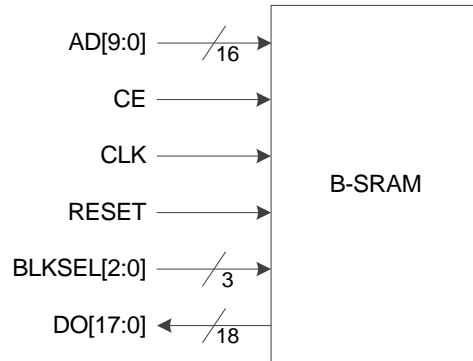 AD[9:0]
16
CE
CLK
B-SRAM
RESET
BLKSEL[2:0]
3
DO[17:0]
18